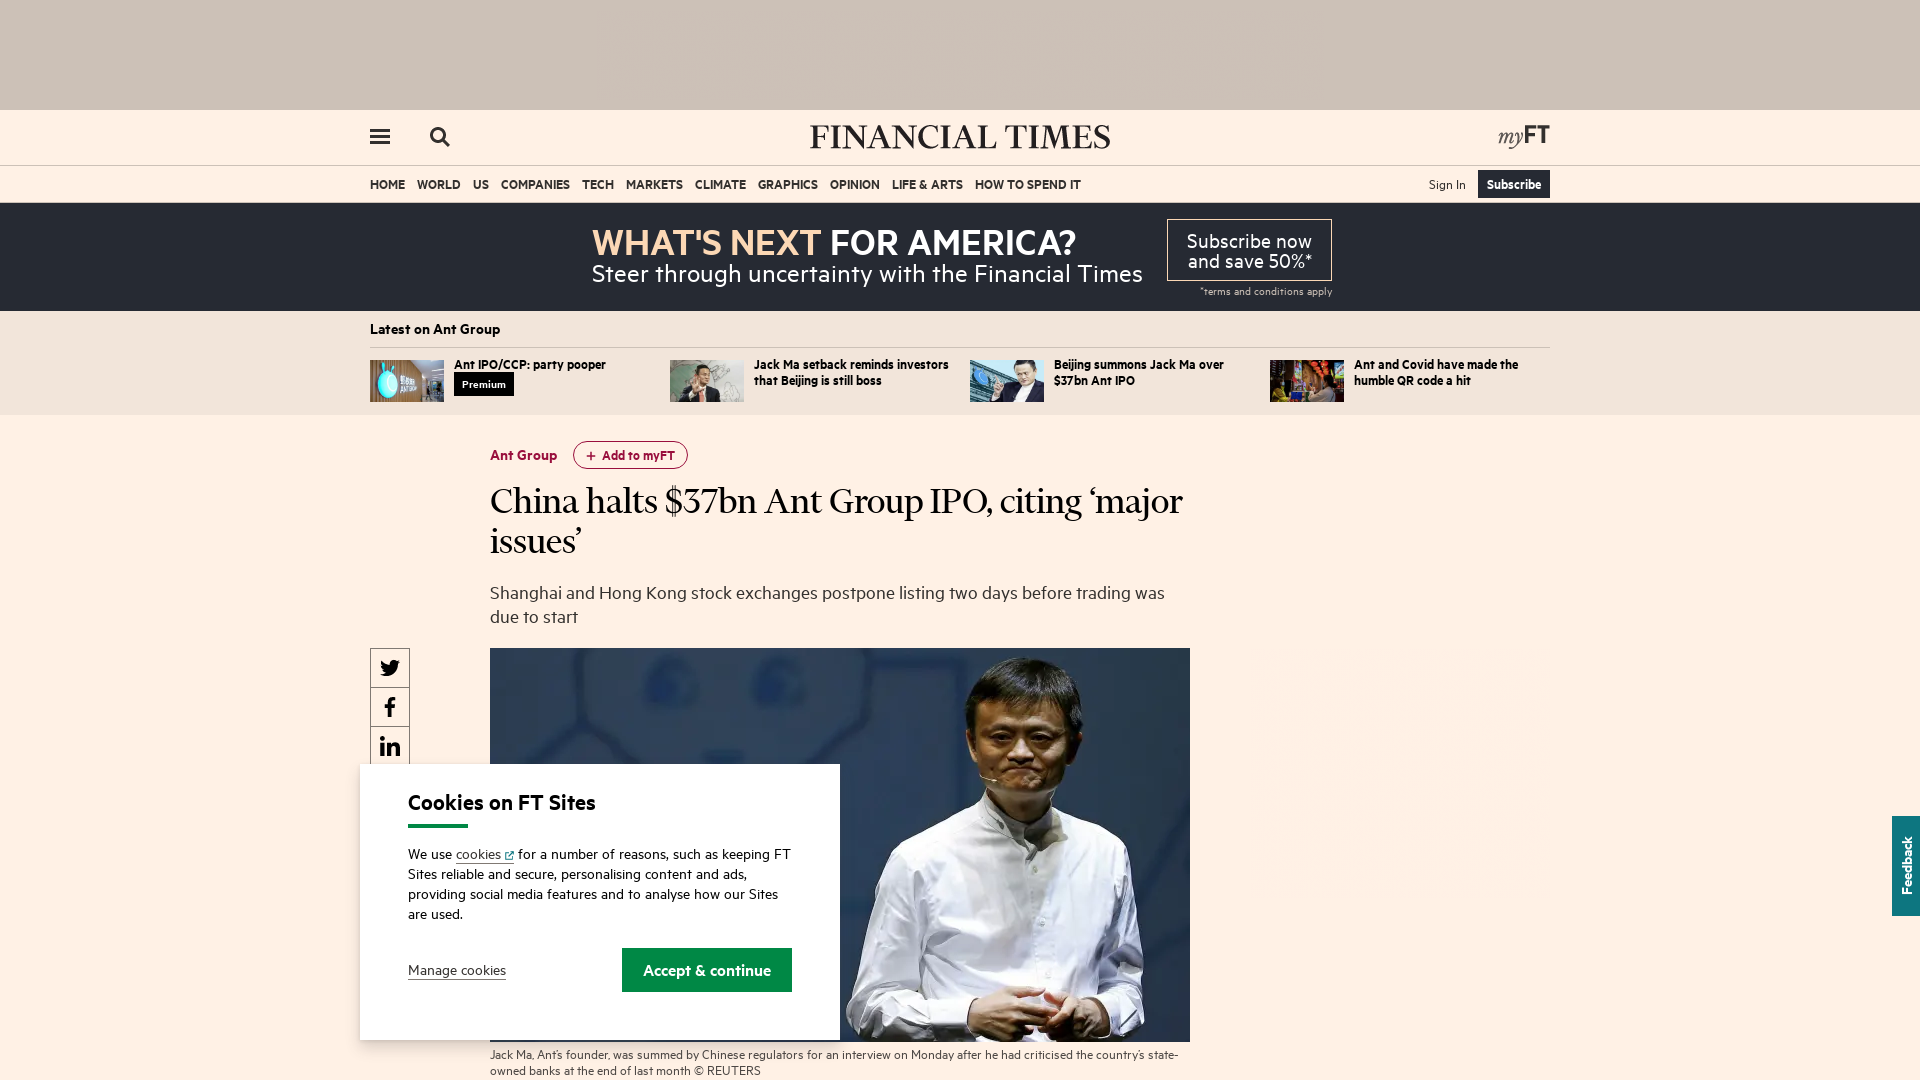 FINANCIAL TIMES
myFT
HOME WORLD US COMPANIES TECH MARKETS CLIMATE GRAPHICS OPINION LIFE & ARTS HOW TO SPEND IT
Sign In Subscribe
WHAT'S NEXT FOR AMERICA?
Steer through uncertainty with the Financial Times
Subscribe now
and save 50%*
*terms and conditions apply
Latest on Ant Group
Ant IPO/CCP: party pooper
Premium
Jack Ma setback reminds investors
that Beijing is still boss
Beijing summons Jack Ma over
$37bn Ant IPO
Ant and Covid have made the
humble QR code a hit
Ant Group
+ Add to myFT
China halts $37bn Ant Group IPO, citing ‘major
issues’
Shanghai and Hong Kong stock exchanges postpone listing two days before trading was
due to start
Cookies on FT Sites
We use cookies for a number of reasons, such as keeping FT
Sites reliable and secure, personalising content and ads,
providing social media features and to analyse how our Sites
are used.
Manage cookies
Accept & continue
Feedback
Jack Ma, Ant’s founder, was summed by Chinese regulators for an interview on Monday after he had criticised the country’s state-
owned banks at the end of last month © REUTERS